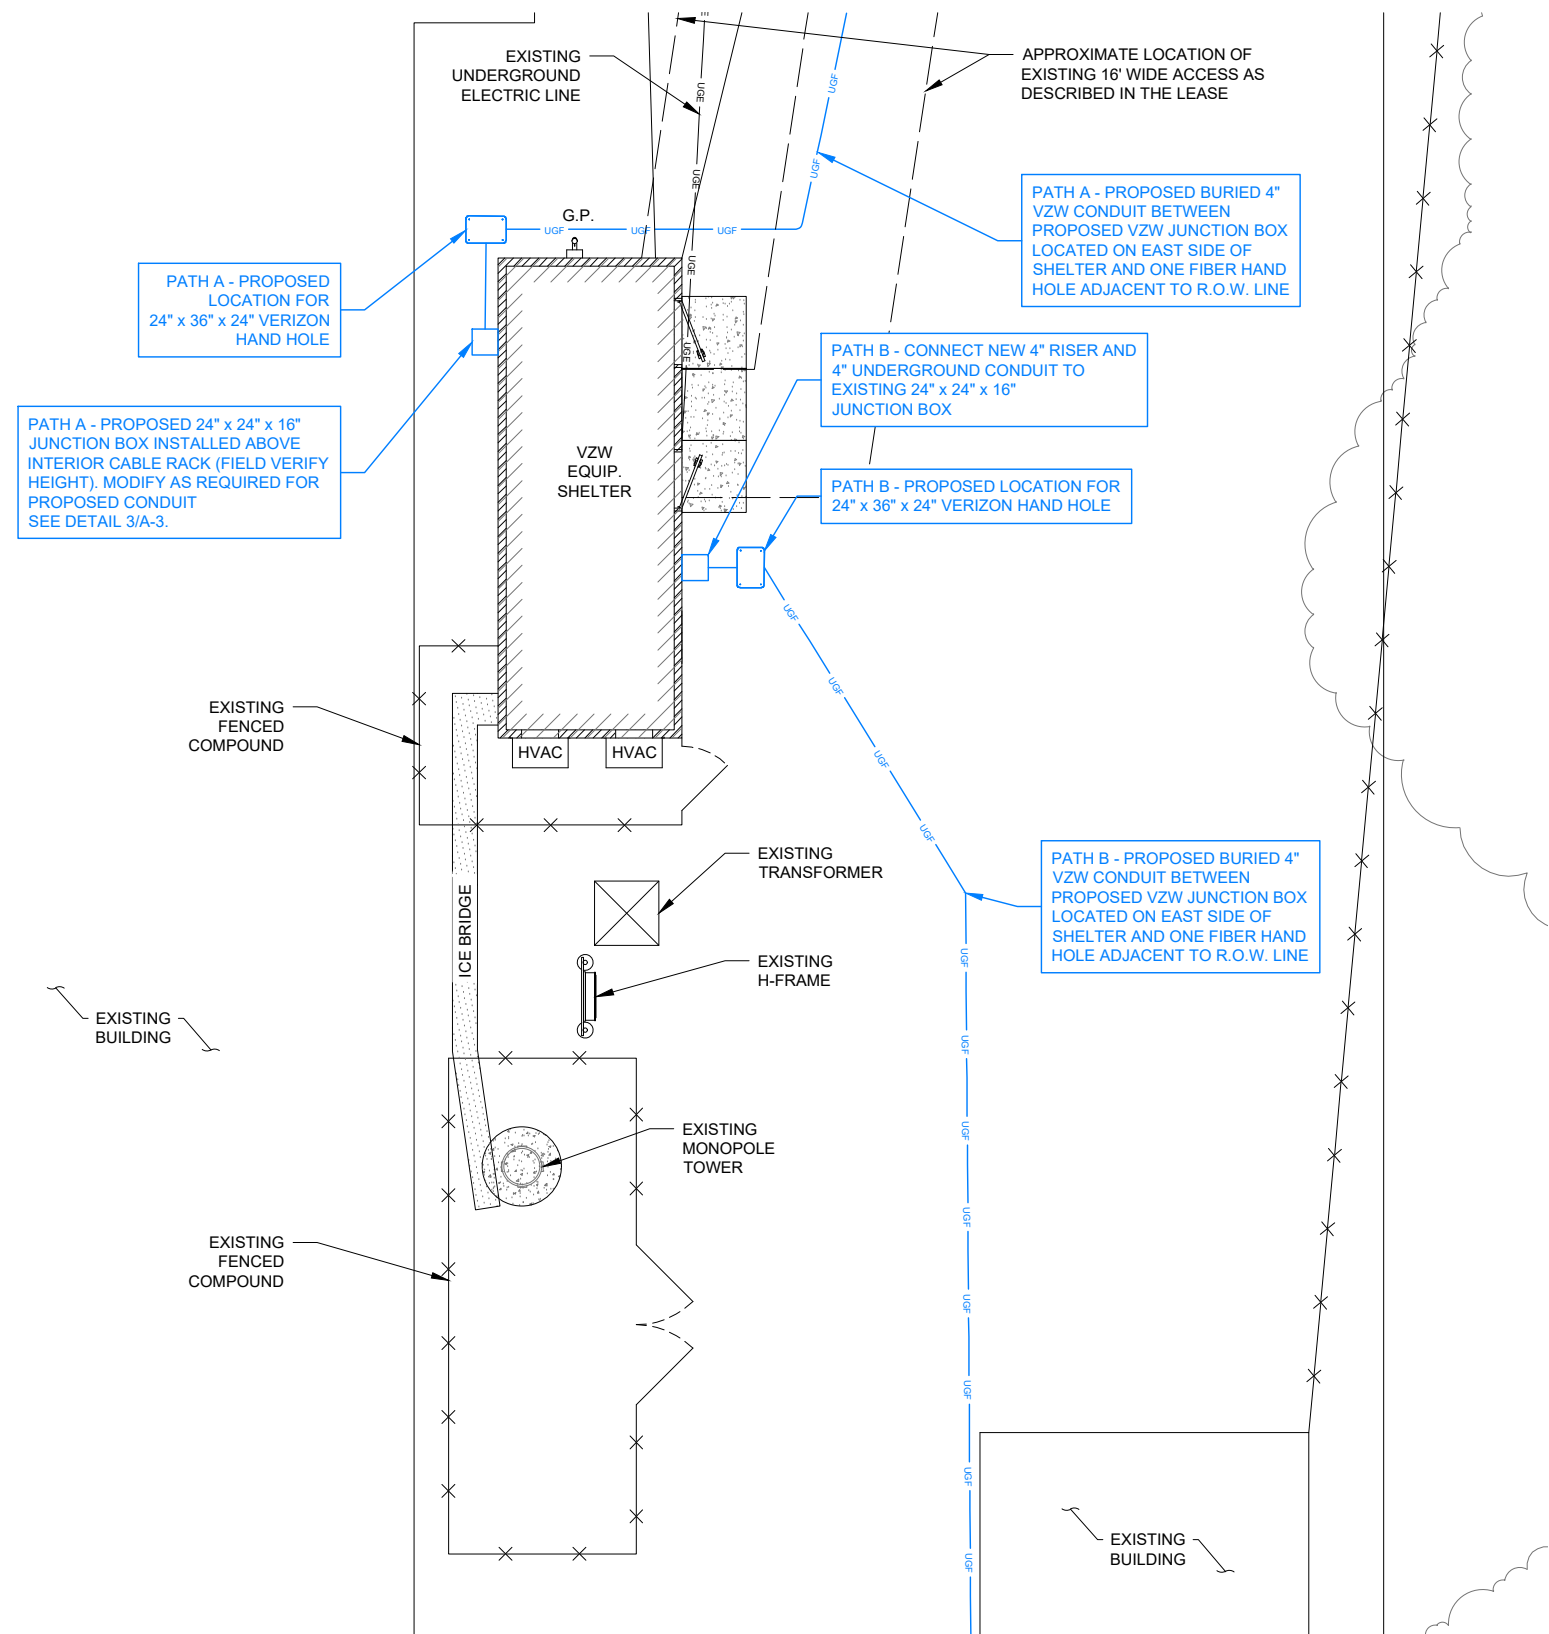 EXISTING
UNDERGROUND
ELECTRIC LINE
UGE
UGF
APPROXIMATE LOCATION OF
EXISTING 16' WIDE ACCESS AS
DESCRIBED IN THE LEASE
UGE
UGF
PATH A - PROPOSED BURIED 4"
VZW CONDUIT BETWEEN
PROPOSED VZW JUNCTION BOX
LOCATED ON EAST SIDE OF
SHELTER AND ONE FIBER HAND
HOLE ADJACENT TO R.O.W. LINE
G.P.
UGF
UGF
UGF
UGE
UGE
PATH A - PROPOSED
LOCATION FOR
24" x 36" x 24" VERIZON
HAND HOLE
PATH B - CONNECT NEW 4" RISER AND
4" UNDERGROUND CONDUIT TO
EXISTING 24" x 24" x 16"
JUNCTION BOX
PATH A - PROPOSED 24" x 24" x 16"
JUNCTION BOX INSTALLED ABOVE
INTERIOR CABLE RACK (FIELD VERIFY
HEIGHT). MODIFY AS REQUIRED FOR
PROPOSED CONDUIT
SEE DETAIL 3/A-3.
VZW
EQUIP.
SHELTER
PATH B - PROPOSED LOCATION FOR
24" x 36" x 24" VERIZON HAND HOLE
UGF
UGF
UGF
UGF
EXISTING
FENCED
COMPOUND
HVAC
HVAC
EXISTING
TRANSFORMER
PATH B - PROPOSED BURIED 4"
VZW CONDUIT BETWEEN
PROPOSED VZW JUNCTION BOX
LOCATED ON EAST SIDE OF
SHELTER AND ONE FIBER HAND
HOLE ADJACENT TO R.O.W. LINE
ICE BRIDGE
EXISTING
H-FRAME
UGF
UGF
UGF
UGF
UGF
UGF
UGF
UGF
EXISTING
BUILDING
EXISTING
MONOPOLE
TOWER
EXISTING
FENCED
COMPOUND
EXISTING
BUILDING